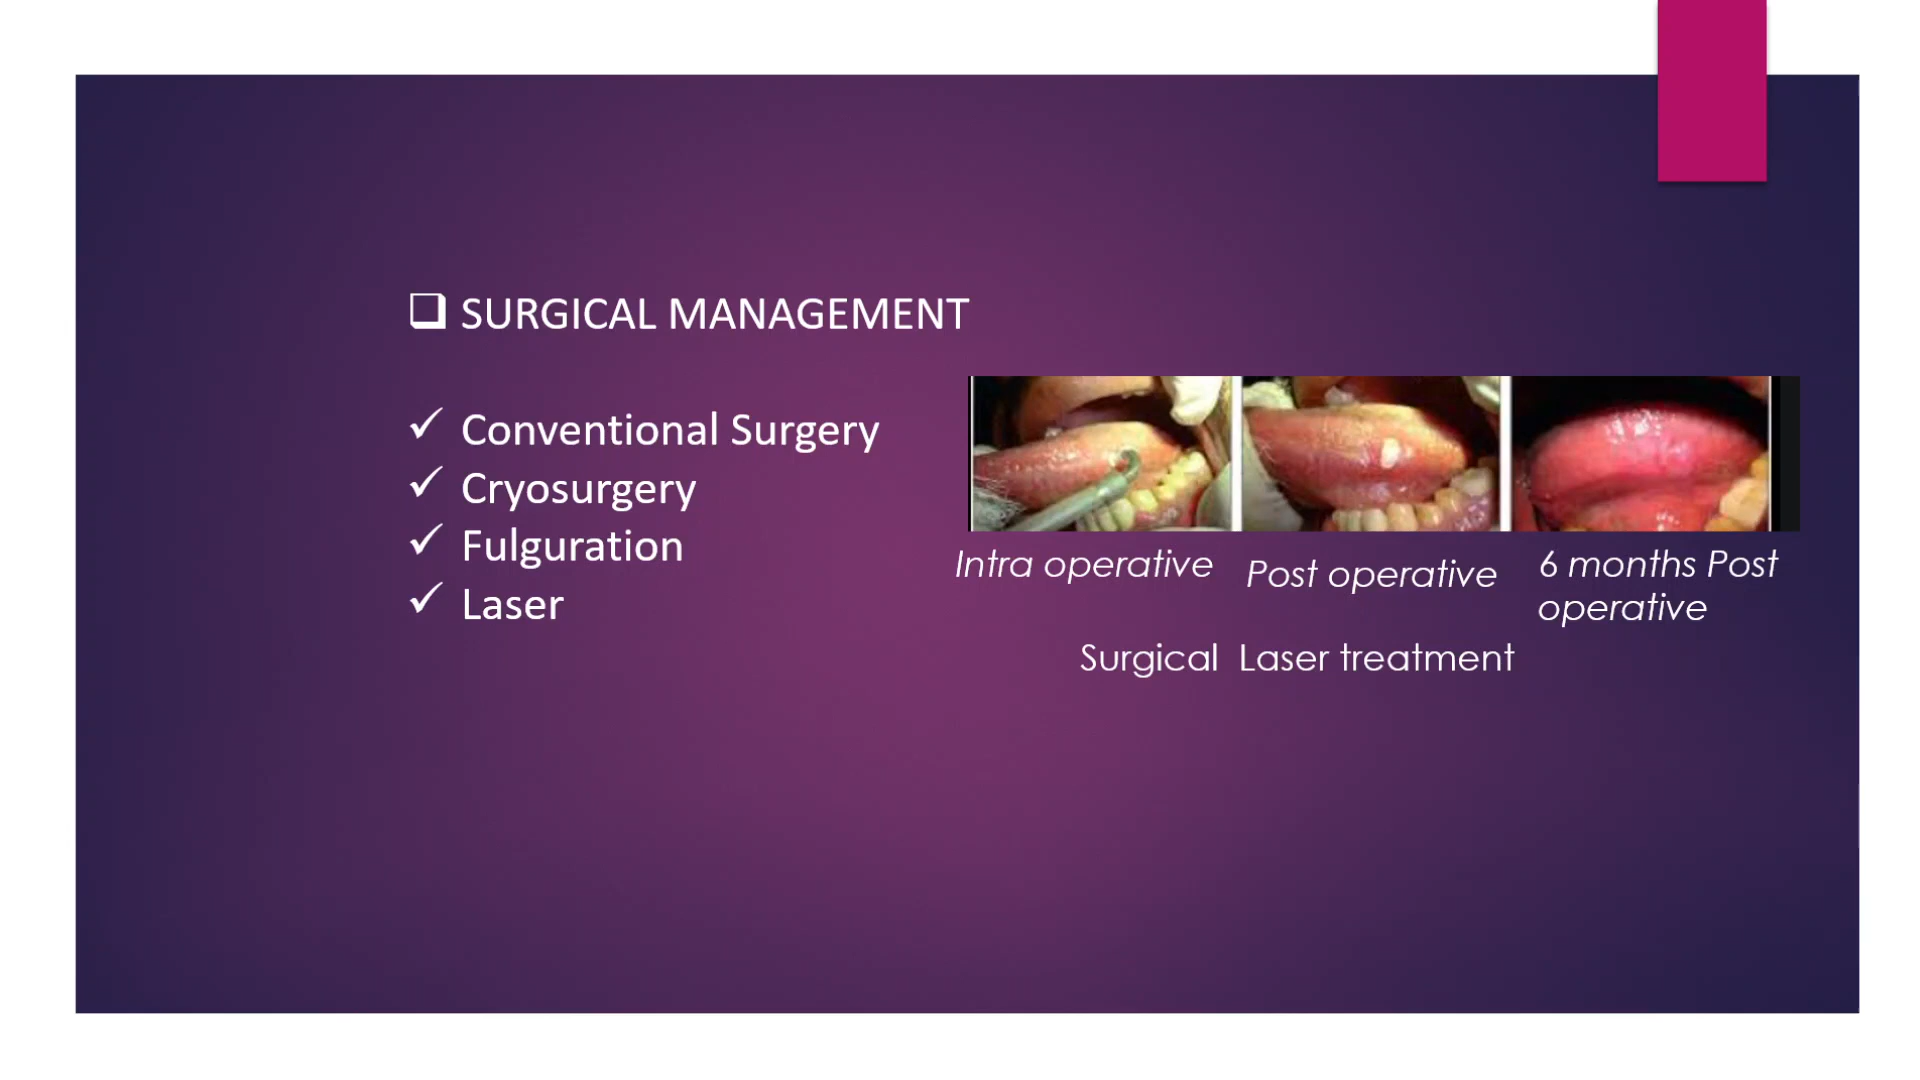 SURGICAL MANAGEMENT
Conventional Surgery
Cryosurgery
Fulguration
Laser
Intra operative
Post operative
6 months Post
operative
Surgical Laser treatment